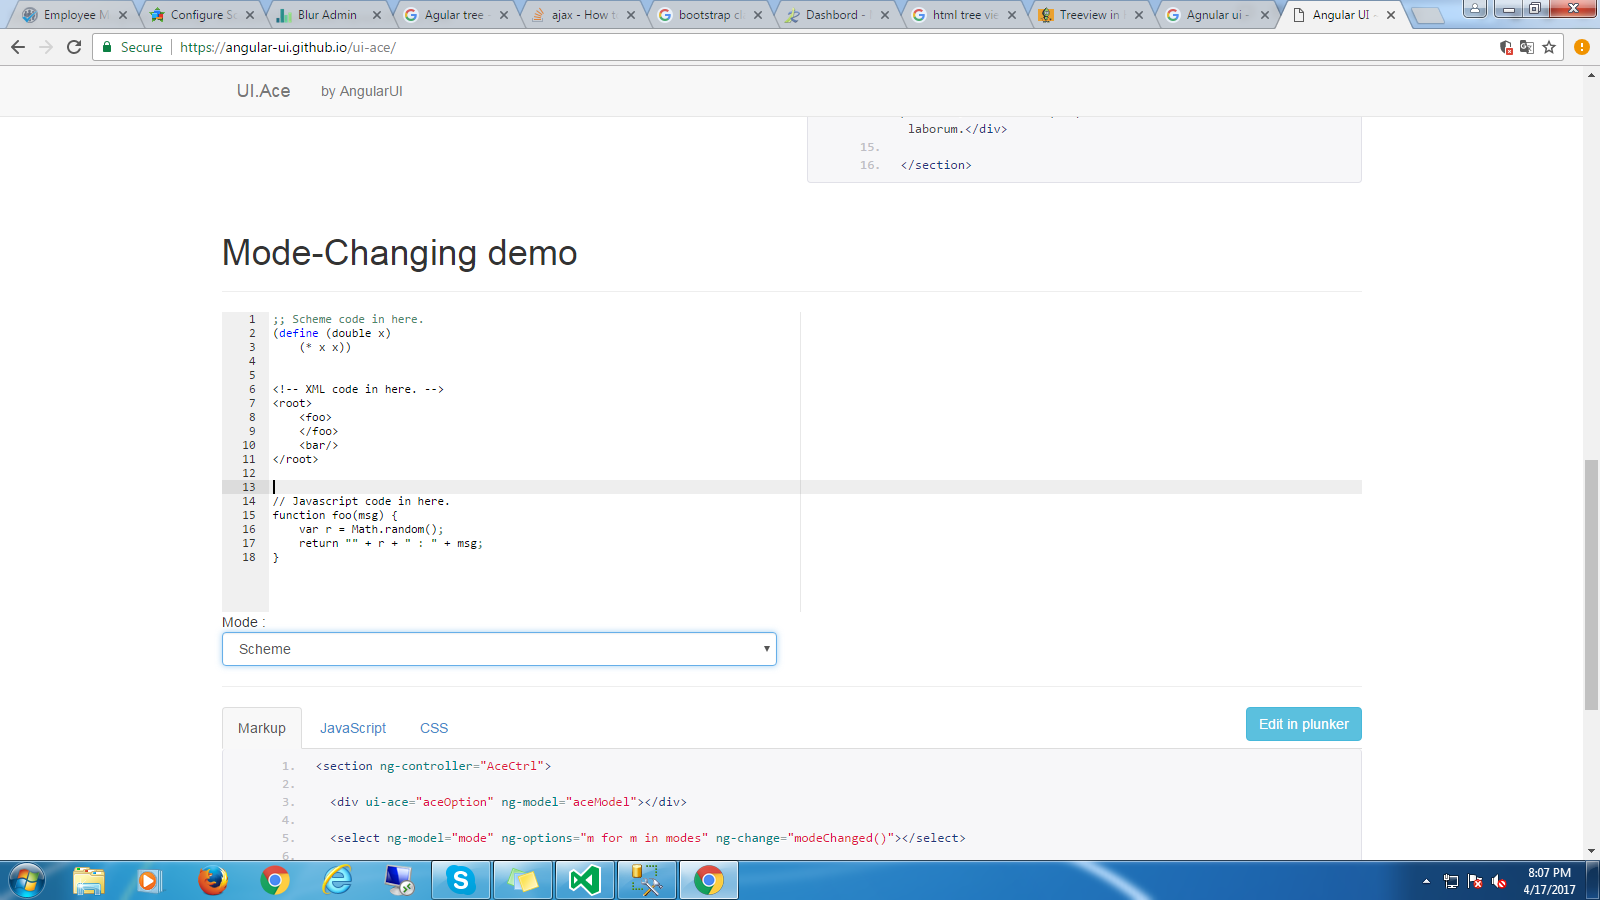 Employee M
Configure S
Blur Admin
Agular tree
ajax - How t
bootstrap cl
Dashbord -
html tree vie
Treeview in
Agnular ui -
Angular UI -
Secure
https://angular-ui.github.io/ui-ace/
UI.Ace by AngularUI
laborum.</div>
15.
16. </section>
Mode-Changing demo
1 ;; Scheme code in here.
2 (define (double x)
3 (* x x))
4
5
6 <!-- XML code in here. -->
7 <root>
8 <foo>
9 </foo>
10 <bar/>
11 </root>
12
13
14 // Javascript code in here.
15 function foo(msg) {
16 var r = Math.random();
17 return "" + r + " : " + msg;
18 }
Mode :
Scheme
Markup JavaScript CSS Edit in plunker
1. <section ng-controller="AceCtrl">
2.
3. <div ui-ace="aceOption" ng-model="aceModel"></div>
4.
5. <select ng-model="mode" ng-options="m for m in modes" ng-change="modeChanged()"></select>
6.
8:07 PM
4/17/2017